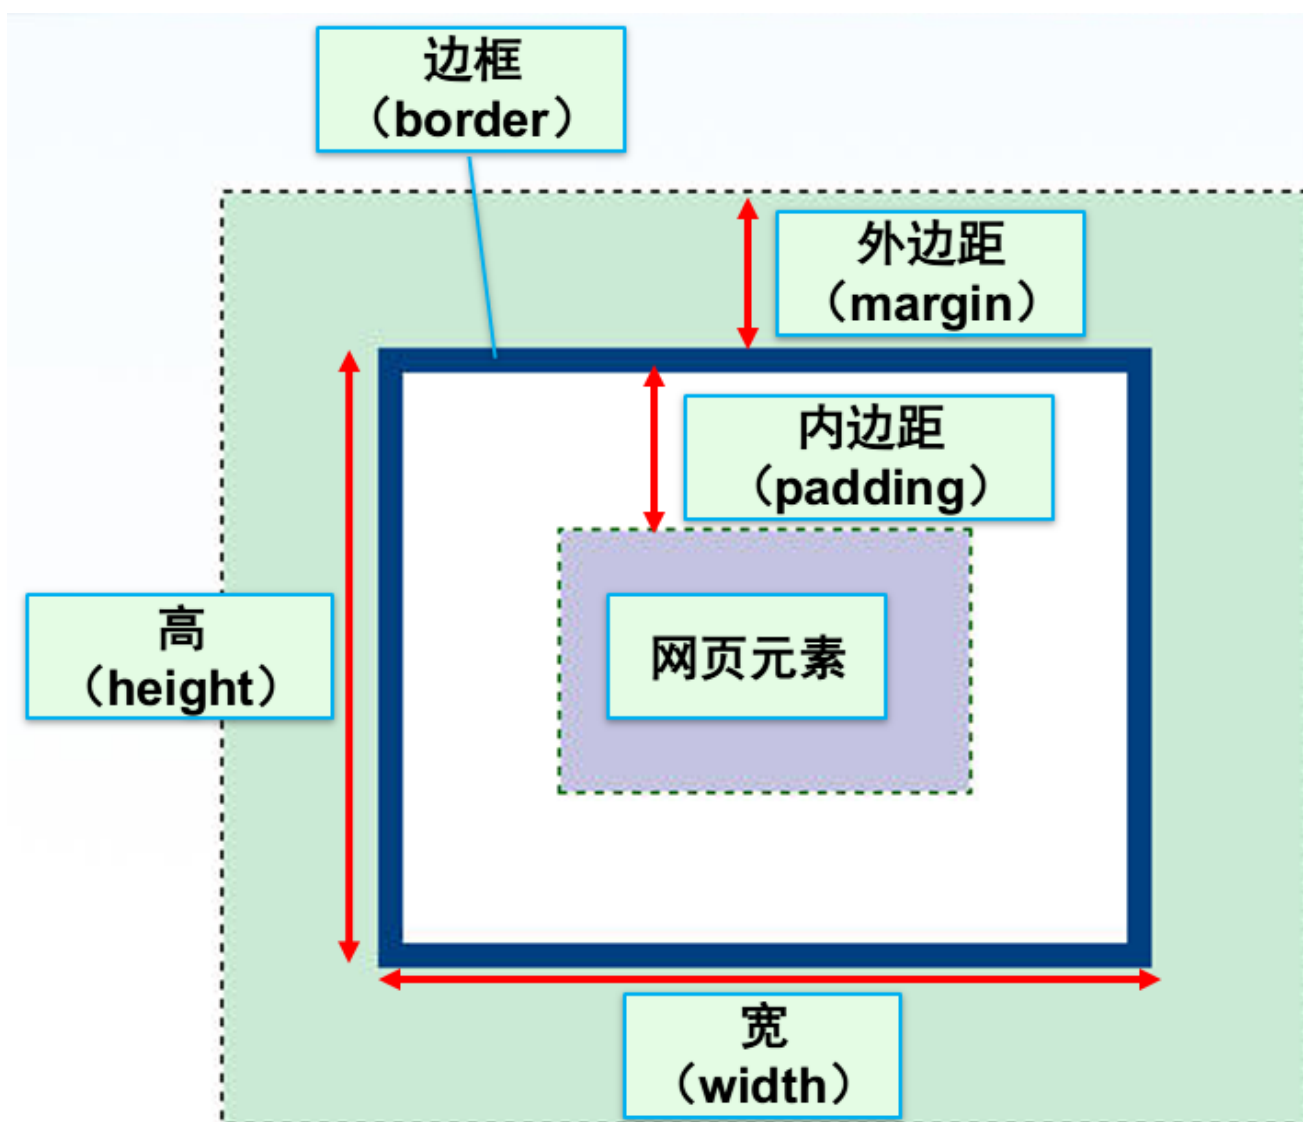 边框
（border）
外边距
（margin）
内边距
（padding）
高
（height）
网页元素
宽
（width）